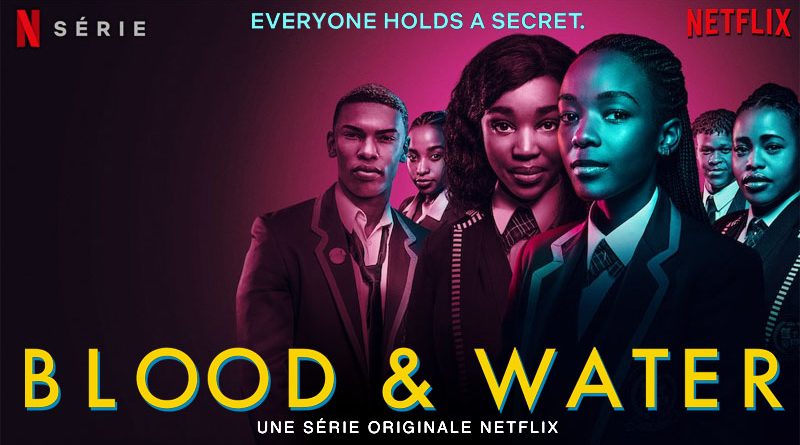 N SÉRIE
EVERYONE HOLDS A SECRET.
NETFLIX
BLOOD & WATER
UNE SÉRIE ORIGINALE NETFLIX